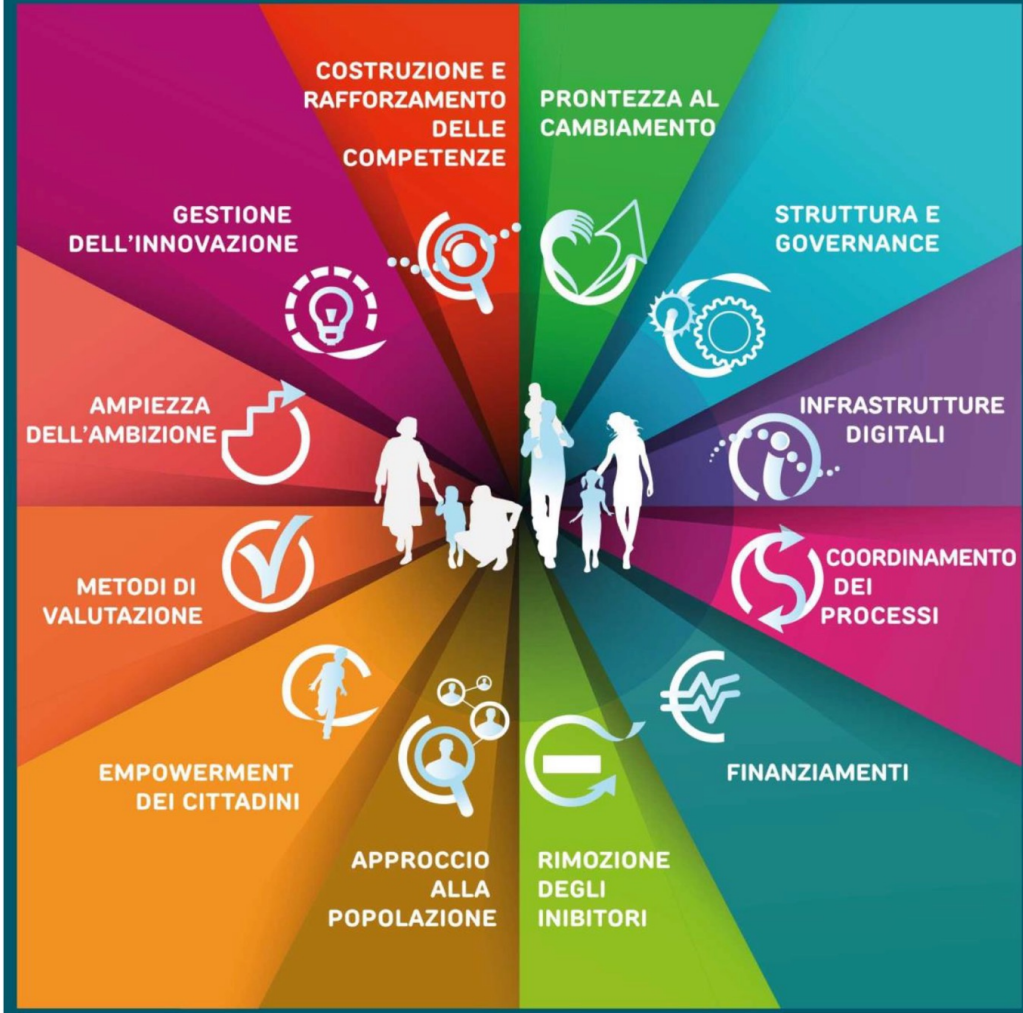 COSTRUZIONE E
RAFFORZAMENTO
DELLE
COMPETENZE
PRONTEZZA AL
CAMBIAMENTO
STRUTTURA E
GOVERNANCE
INFRASTRUTTURE
DIGITALI
COORDINAMENTO
DEI
PROCESSI
FINANZIAMENTI
RIMOZIONE
DEGLI
INIBITORI
APPROCCIO
ALLA
POPOLAZIONE
EMPOWERMENT
DEI CITTADINI
METODI DI
VALUTAZIONE
AMPIEZZA
DELL'AMBIZIONE
GESTIONE
DELL'INNOVAZIONE